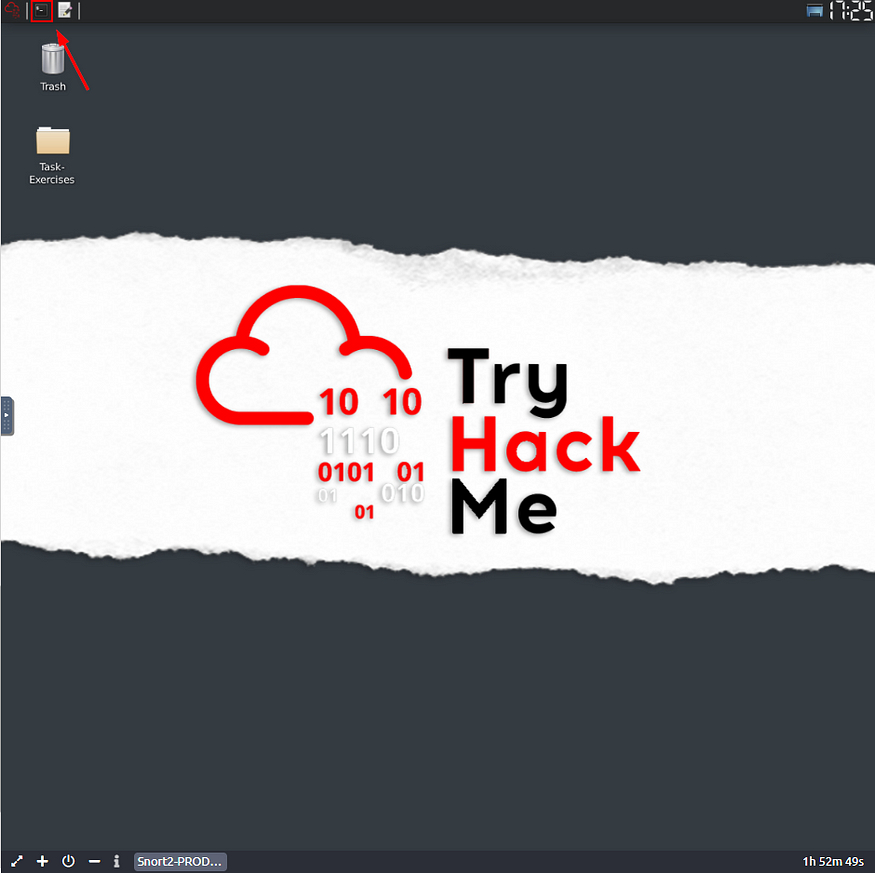 17:25
Trash
Task-
Exercises
Try
Hack
Me
10 10
1110
0101 01
01 010
01
Snort2-PROD...
1h 52m 49s